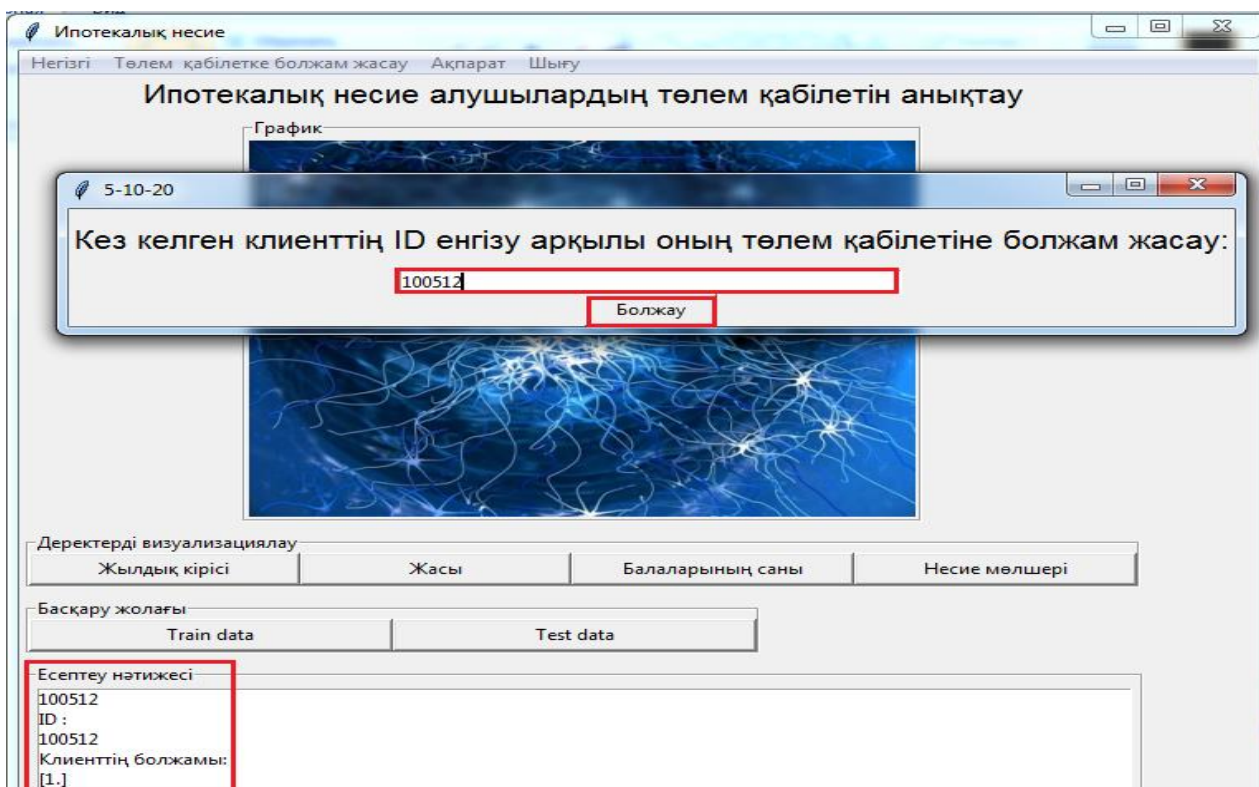 Ипотекалық несие
Негізгі Төлем қабілетке болжам жасау Ақпарат Шығу
Ипотекалық несие алушылардың төлем қабілетін анықтау
График
5-10-20
Кез келген клиенттің ID енгізу арқылы оның төлем қабілетіне болжам жасау:
100512
Болжау
Деректерді визуализациялау
Жылдық кірісі Жасы Балаларының саны Несие мөлшері
Басқару жолағы
Train data Test data
Есептеу нәтижесі
100512
ID :
100512
Клиенттің болжамы:
[1.]